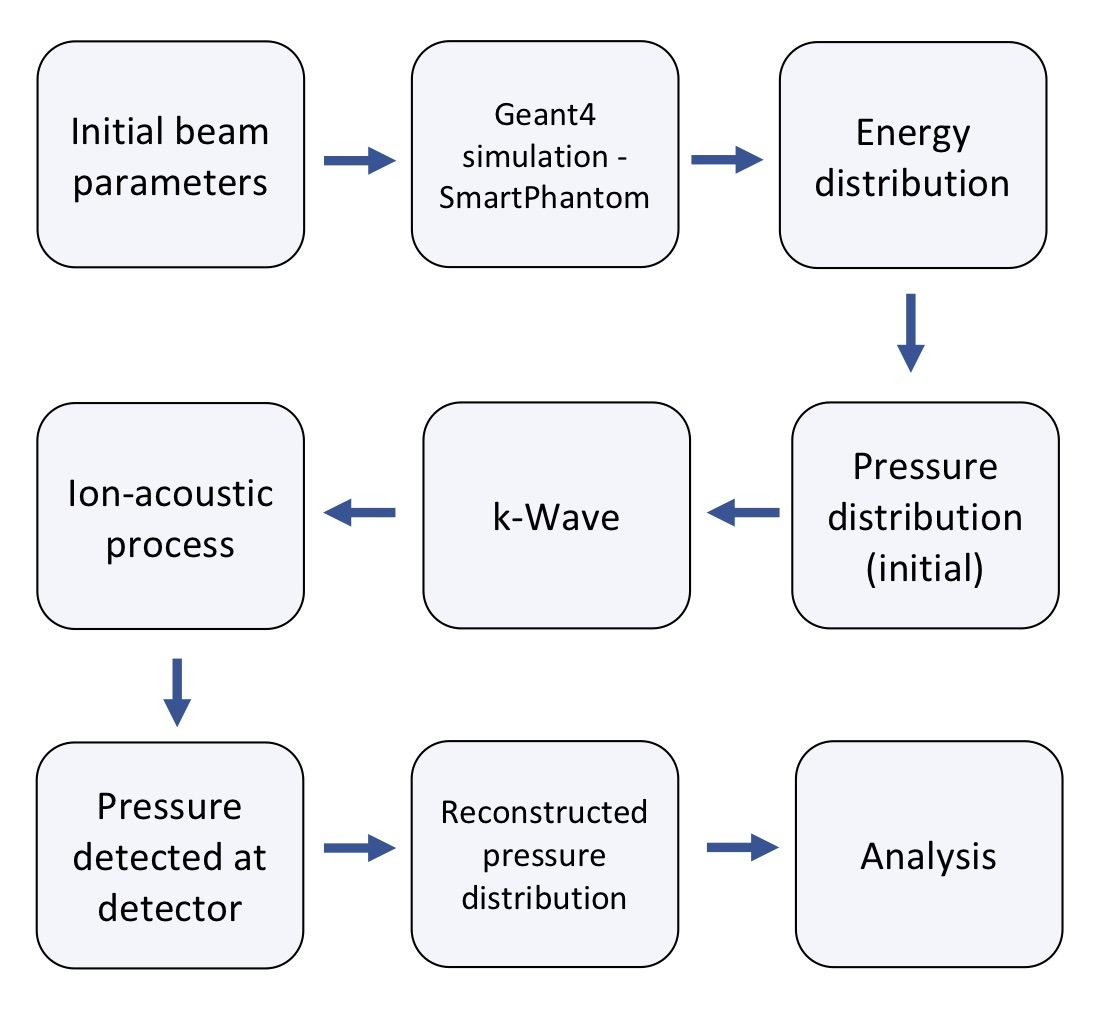 Initial beam
parameters
Geant4
simulation -
SmartPhantom
Energy
distribution
Pressure
distribution
(initial)
k-Wave
Ion-acoustic
process
Pressure
detected at
detector
Reconstructed
pressure
distribution
Analysis